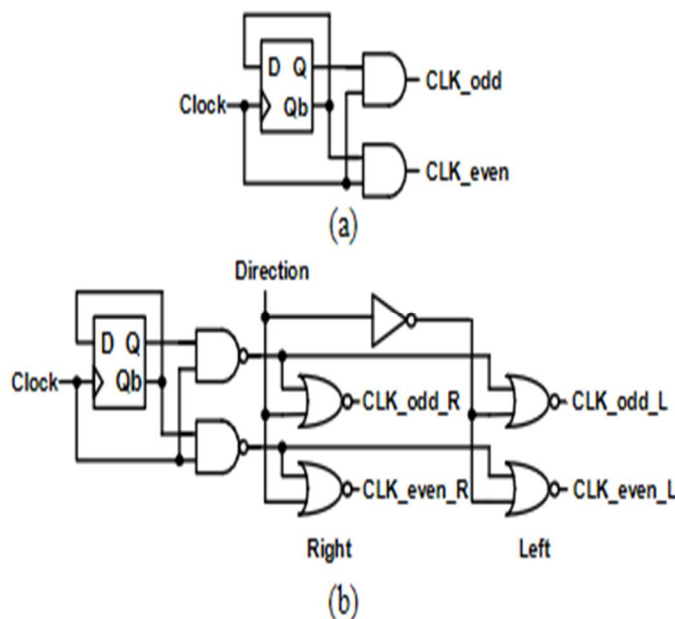 D Q
CLK_odd
Clock
Qb
CLK_even
(a)
Direction
D Q
Clock
Qb
CLK_odd_R
CLK_odd_L
CLK_even_R
CLK_even_L
Right
Left
(b)